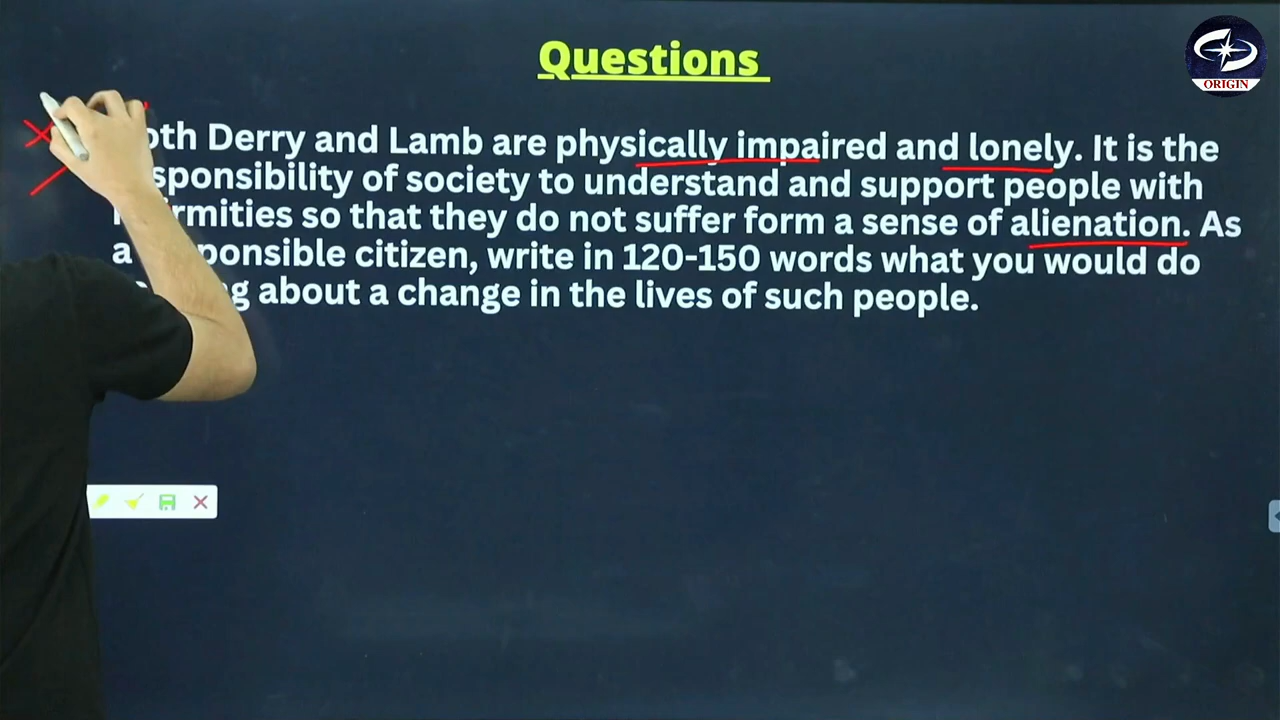 Questions
ORIGIN
oth Derry and Lamb are physically impaired and lonely. It is the
sponsibility of society to understand and support people with
rmities so that they do not suffer form a sense of alienation. As
a ponsible citizen, write in 120-150 words what you would do
g about a change in the lives of such people.